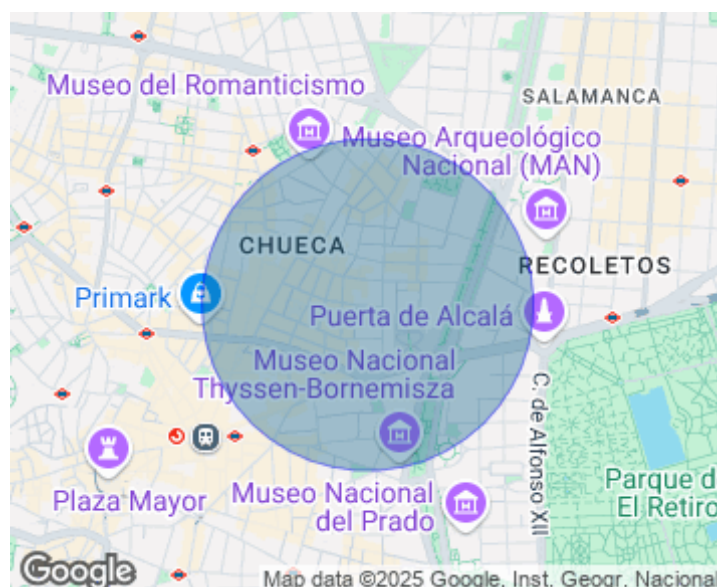 Museo del Romanticismo
SALAMANCA
Museo Arqueológico
Nacional (MAN)
CHUECA
RECOLETOS
Primark
Puerta de Alcalá
Museo Nacional
Thyssen-Bornemisza
C. de Alfonso XII
Plaza Mayor
Museo Nacional
del Prado
Parque d
El Retiro
Google
Map data ©2025 Google, Inst. Geogr. Nacional